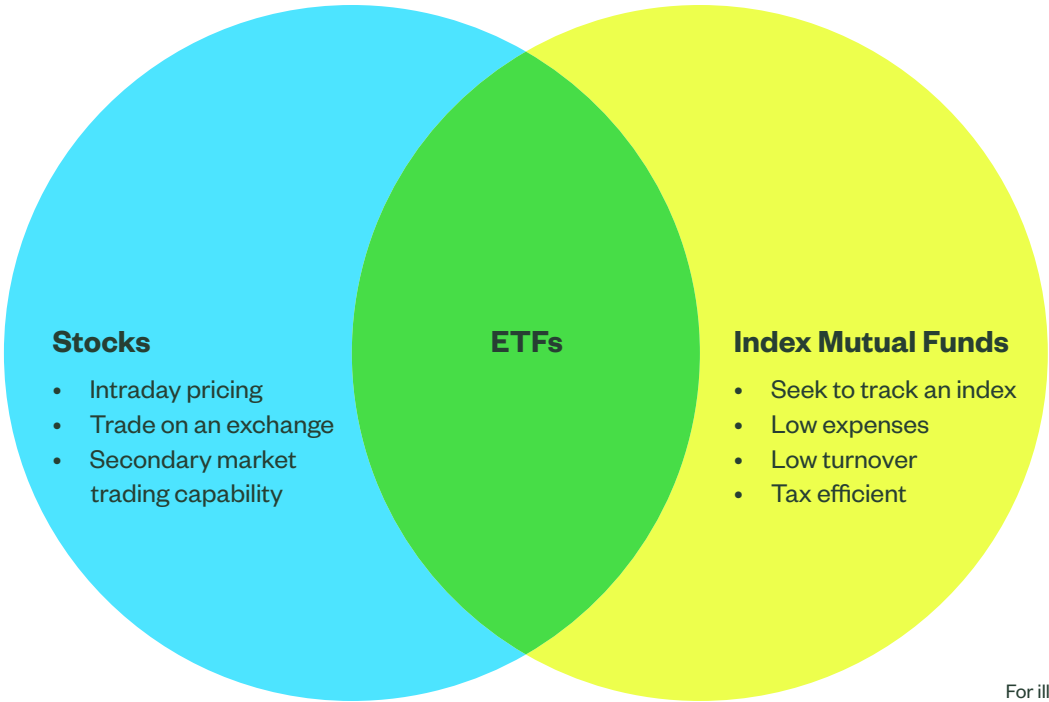 Stocks
• Intraday pricing
• Trade on an exchange
• Secondary market
trading capability
ETFs
Index Mutual Funds
• Seek to track an index
• Low expenses
• Low turnover
• Tax efficient
For ill